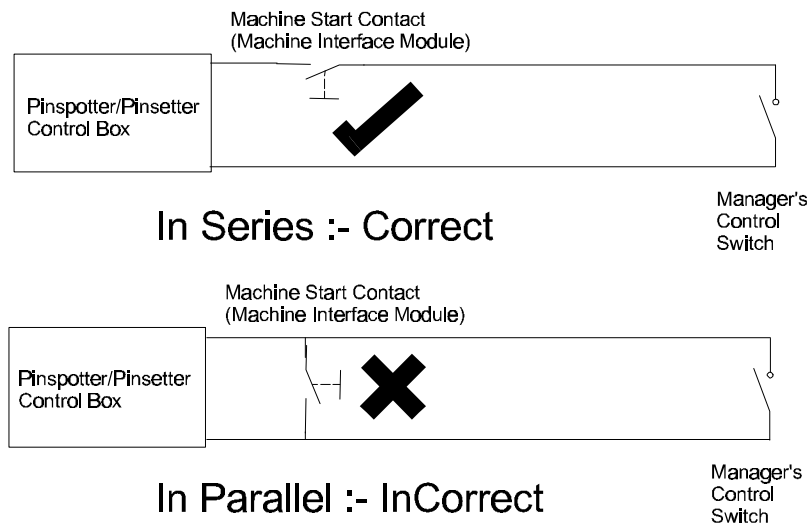 Machine Start Contact
(Machine Interface Module)
Pinspotter/Pinsetter
Control Box
Manager's
Control
Switch
In Series :- Correct
Machine Start Contact
(Machine Interface Module)
Pinspotter/Pinsetter
Control Box
Manager's
Control
Switch
In Parallel :- InCorrect